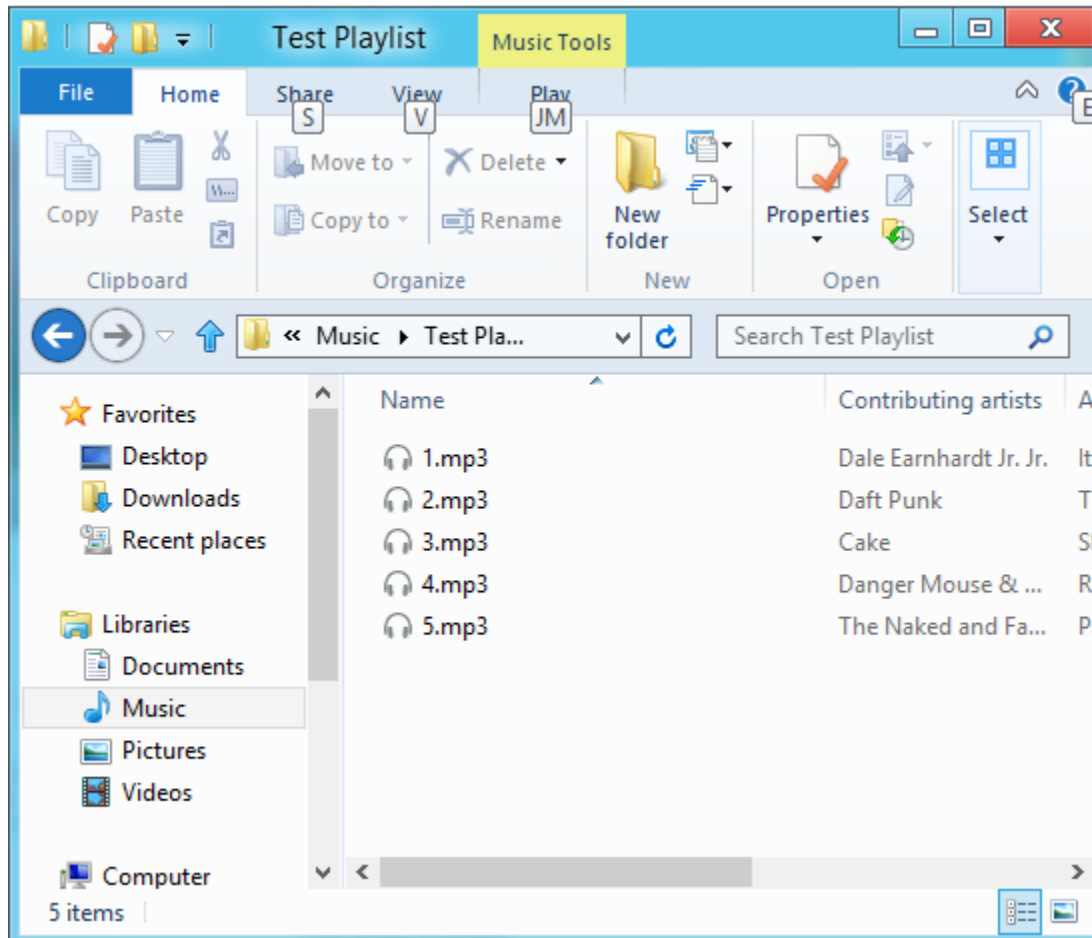 Test Playlist
Music Tools
File Home Share View Play
S V JM E
Copy
Paste
Clipboard
Move to
Copy to
Delete
Rename
Organize
New
folder
New
Properties
Open
Select
« Music Test Pla...
Search Test Playlist
Favorites
Desktop
Downloads
Recent places
Libraries
Documents
Music
Pictures
Videos
Computer
Name Contributing artists A
1.mp3 Dale Earnhardt Jr. Jr. It
2.mp3 Daft Punk T
3.mp3 Cake
4.mp3 Danger Mouse & ... R
5.mp3 The Naked and Fa... P
5 items